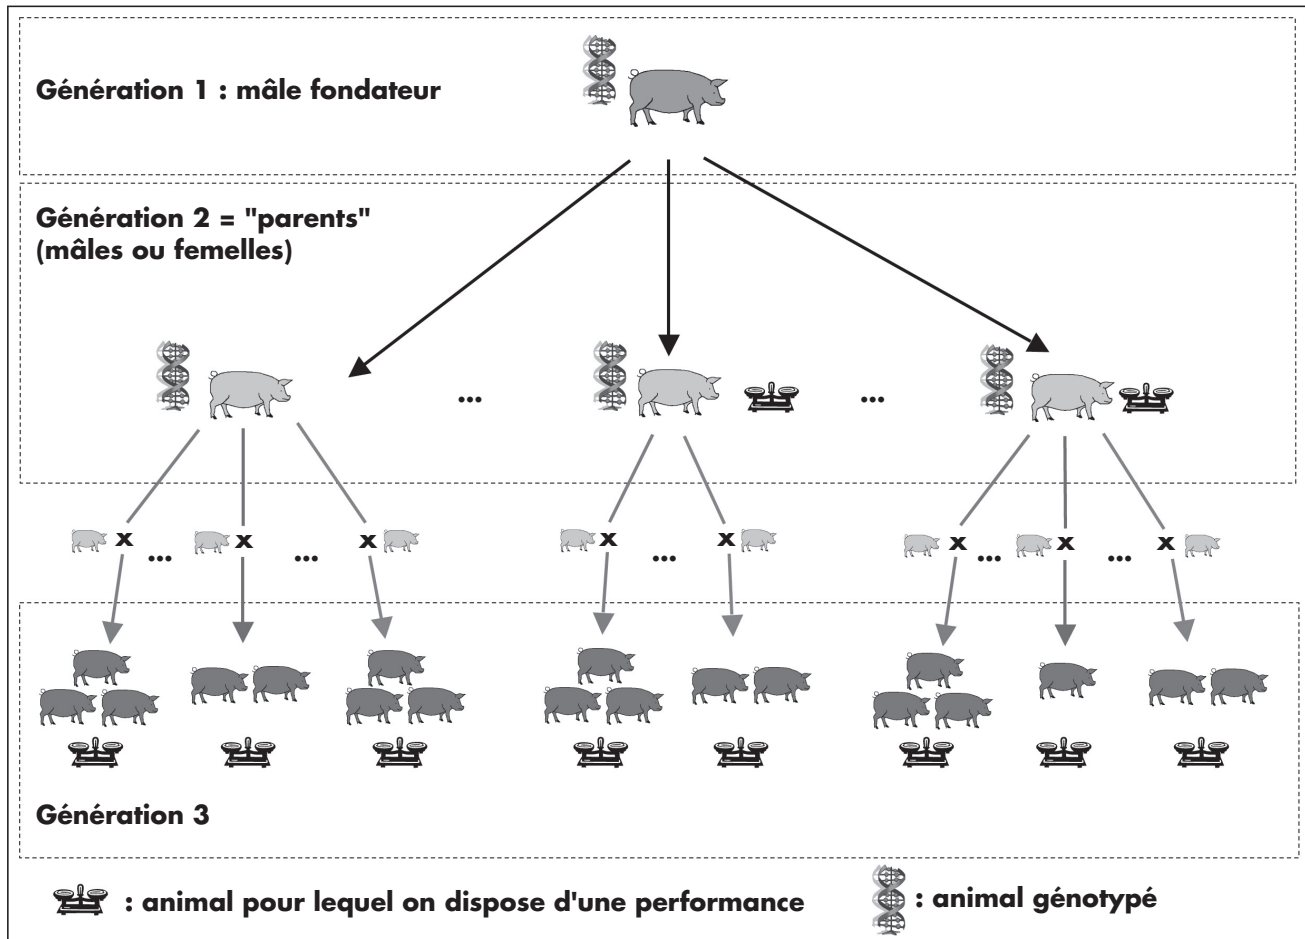 Génération 1 : mâle fondateur
Génération 2 = "parents"
(mâles ou femelles)
... ...
x ... x ... x x ... x x ... x ... x
Génération 3
: animal pour lequel on dispose d'une performance
: animal génotypé